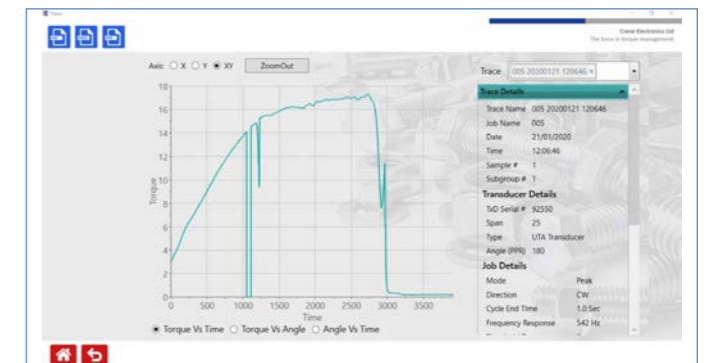 Trace
Crane Electronics Ltd
The force in torque management
Axis: X Y XY ZoomOut
Trace 005 20200121 120646
Trace Details
Trace Name 005 20200121 120646
Job Name 005
Date 21/01/2020
Time 12:06:46
Sample # 1
Subgroup # 1
Transducer Details
TxD Serial # 92550
Span 25
Type UTA Transducer
Angle (PPR) 180
Job Details
Mode Peak
Direction CW
Cycle End Time 1.0 Sec
Frequency Response 542 Hz
18
16
14
12
10
8
6
4
2
0
Torque
0 500 1000 1500 2000 2500 3000 3500
Time
Torque Vs Time Torque Vs Angle Angle Vs Time